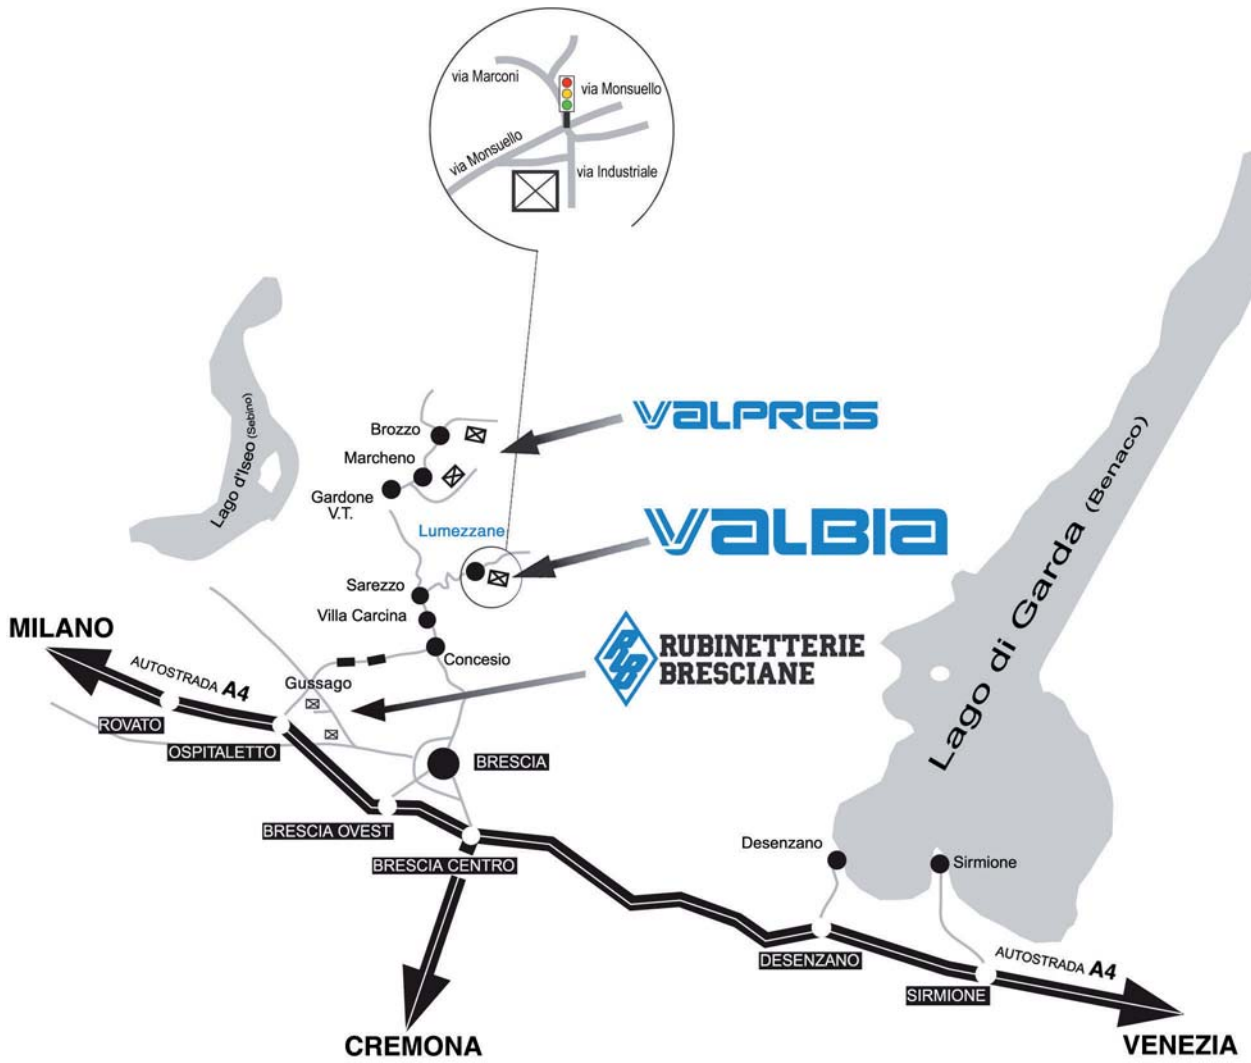 via Marconi
via Monsuello
via Monsuello
via Industriale
Lago d'Iseo (Sebino)
VALPRES
Brozzo
Marcheno
Gardone
V.T.
Lumezzane
VALBIA
Sarezzo
Villa Carcina
Concesio
RB
RUBINETTERIE
BRESCIANE
Lago di Garda (Benaco)
MILANO
AUTOSTRADA A4
Gussago
ROVATO
OSPITALETTO
BRESCIA
BRESCIA OVEST
BRESCIA CENTRO
Desenzano
Sirmione
DESENZANO
AUTOSTRADA A4
SIRMIONE
CREMONA
VENEZIA